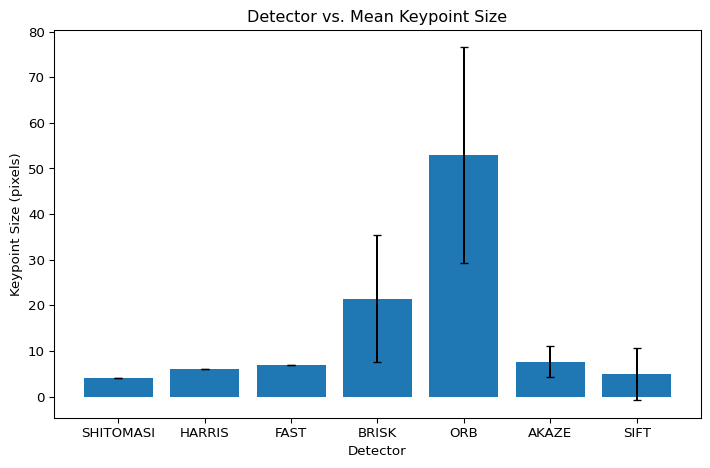 Detector vs. Mean Keypoint Size
Keypoint Size (pixels)
80
70
60
50
40
30
20
10
0
SHITOMASI HARRIS FAST BRISK ORB AKAZE SIFT
Detector